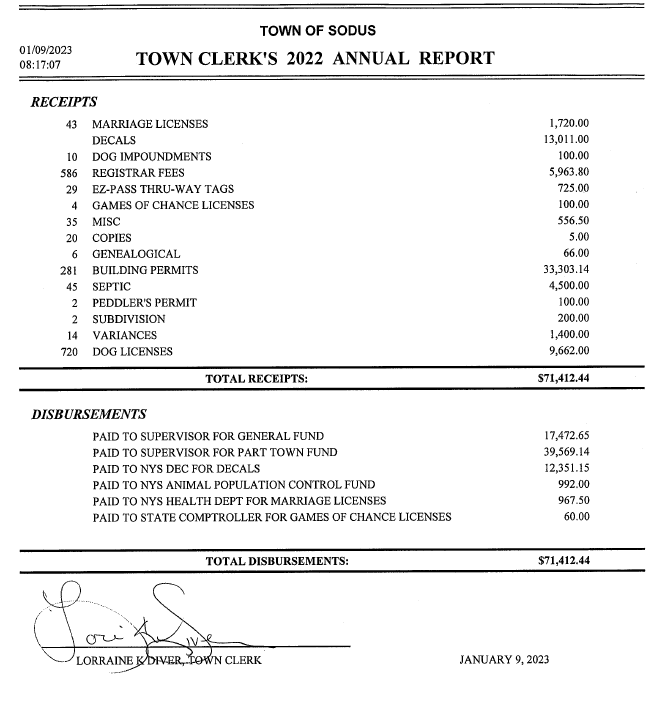 TOWN OF SODUS
01/09/2023
08:17:07
TOWN CLERK'S 2022 ANNUAL REPORT
RECEIPTS
43 MARRIAGE LICENSES 1,720.00
DECALS 13,011.00
10 DOG IMPOUNDMENTS 100.00
586 REGISTRAR FEES 5,963.80
29 EZ-PASS THRU-WAY TAGS 725.00
4 GAMES OF CHANCE LICENSES 100.00
35 MISC 556.50
20 COPIES 5.00
6 GENEALOGICAL 66.00
281 BUILDING PERMITS 33,303.14
45 SEPTIC 4,500.00
2 PEDDLER'S PERMIT 100.00
2 SUBDIVISION 200.00
14 VARIANCES 1,400.00
720 DOG LICENSES 9,662.00
TOTAL RECEIPTS: $71,412.44
DISBURSEMENTS
PAID TO SUPERVISOR FOR GENERAL FUND 17,472.65
PAID TO SUPERVISOR FOR PART TOWN FUND 39,569.14
PAID TO NYS DEC FOR DECALS 12,351.15
PAID TO NYS ANIMAL POPULATION CONTROL FUND 992.00
PAID TO NYS HEALTH DEPT FOR MARRIAGE LICENSES 967.50
PAID TO STATE COMPTROLLER FOR GAMES OF CHANCE LICENSES 60.00
TOTAL DISBURSEMENTS: $71,412.44
Lori K Diver
LORRAINE K DIVER, TOWN CLERK JANUARY 9, 2023